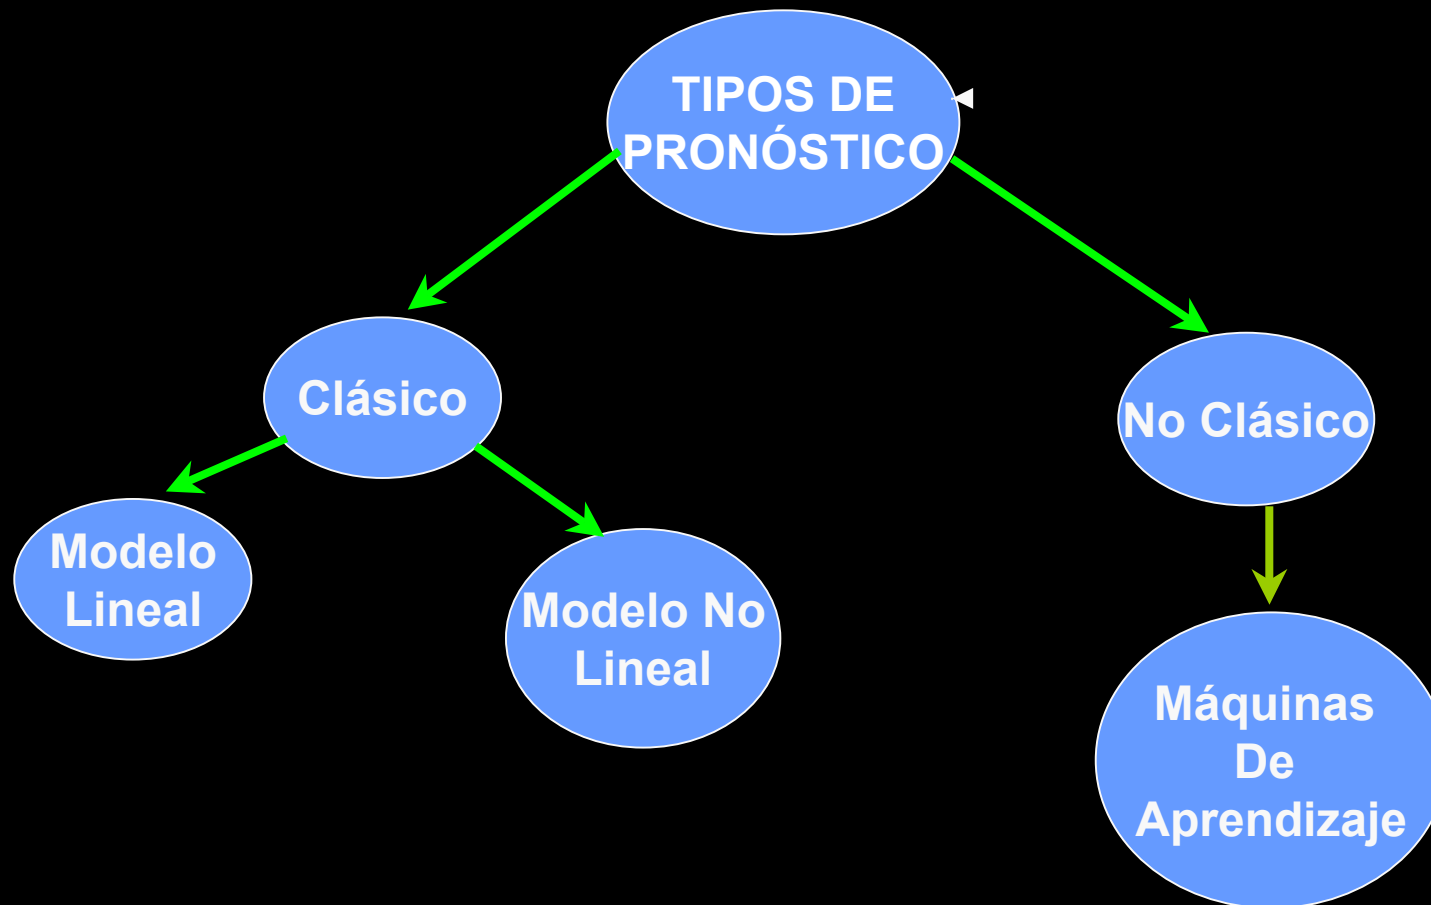 TIPOS DE
PRONÓSTICO
Clásico
No Clásico
Modelo
Lineal
Modelo No
Lineal
Máquinas
De
Aprendizaje